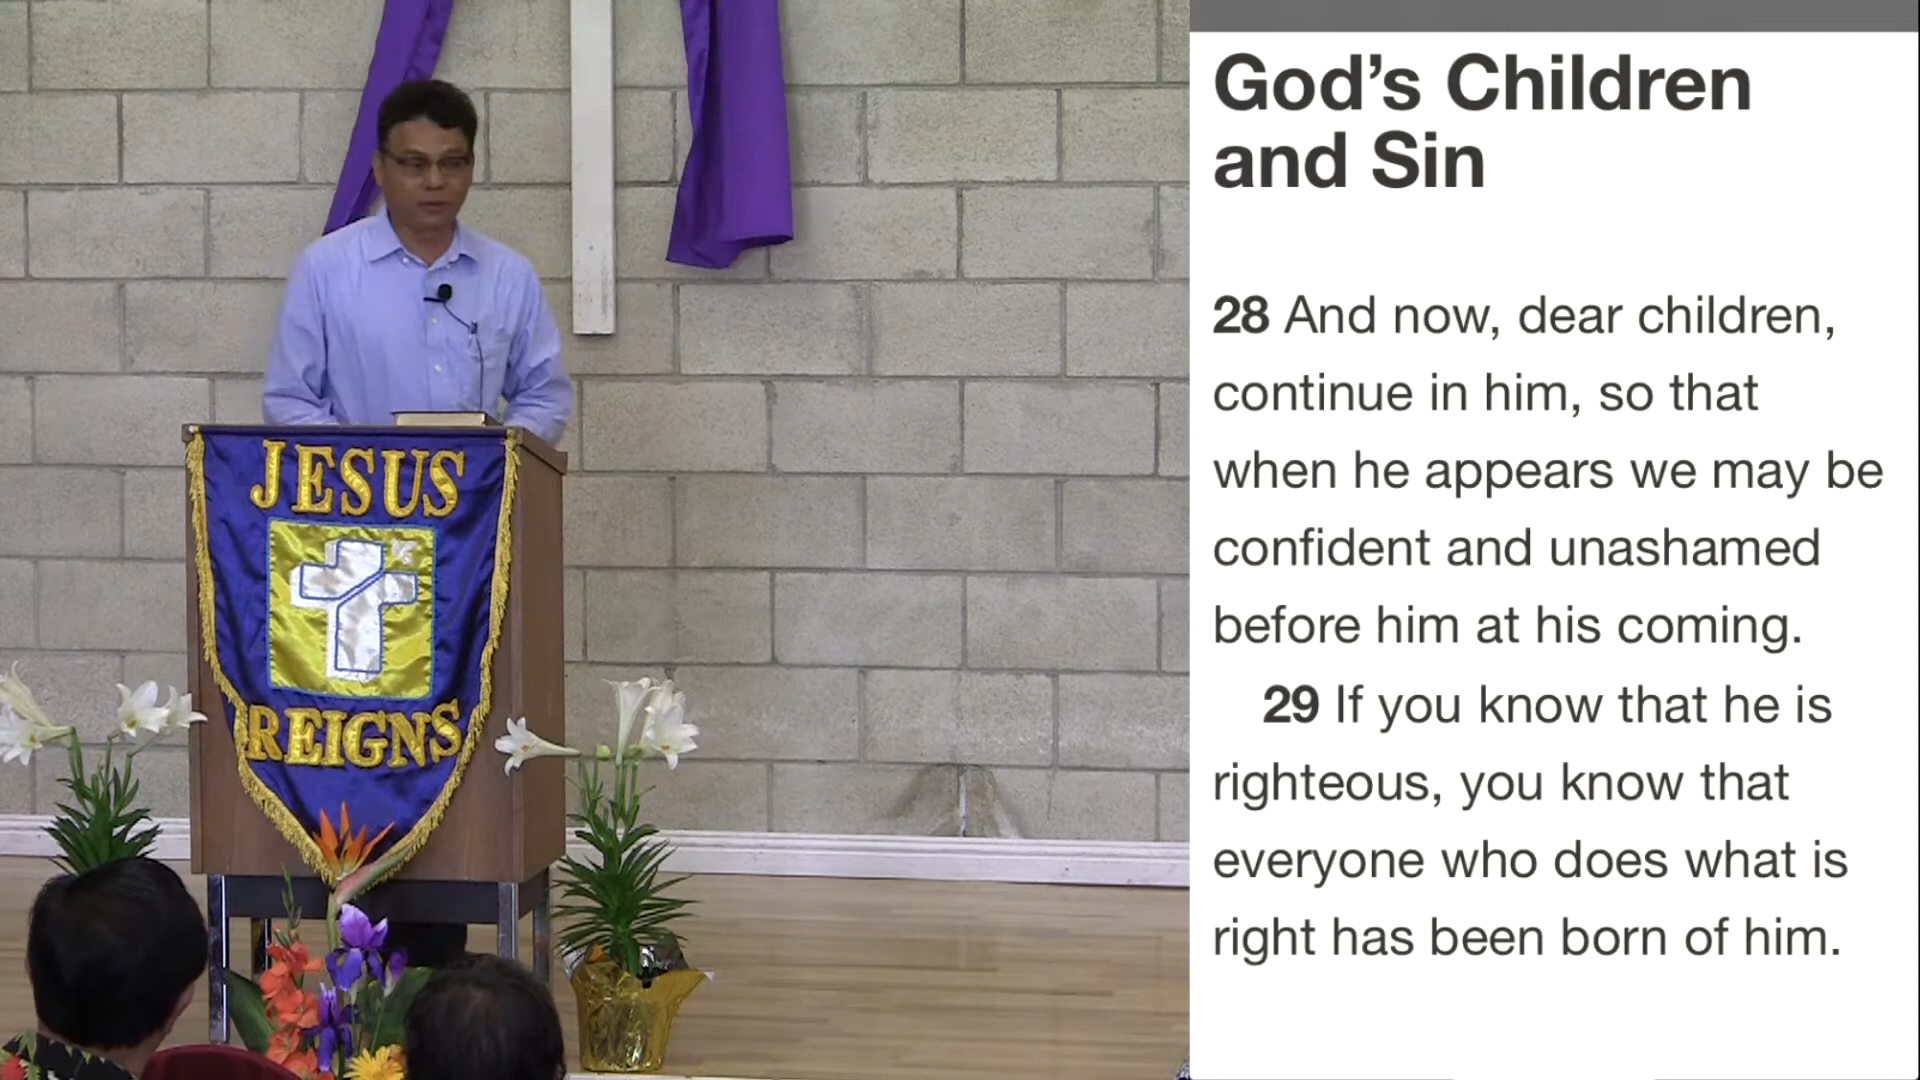 JESUS
REIGNS
God’s Children
and Sin
28 And now, dear children,
continue in him, so that
when he appears we may be
confident and unashamed
before him at his coming.
29 If you know that he is
righteous, you know that
everyone who does what is
right has been born of him.